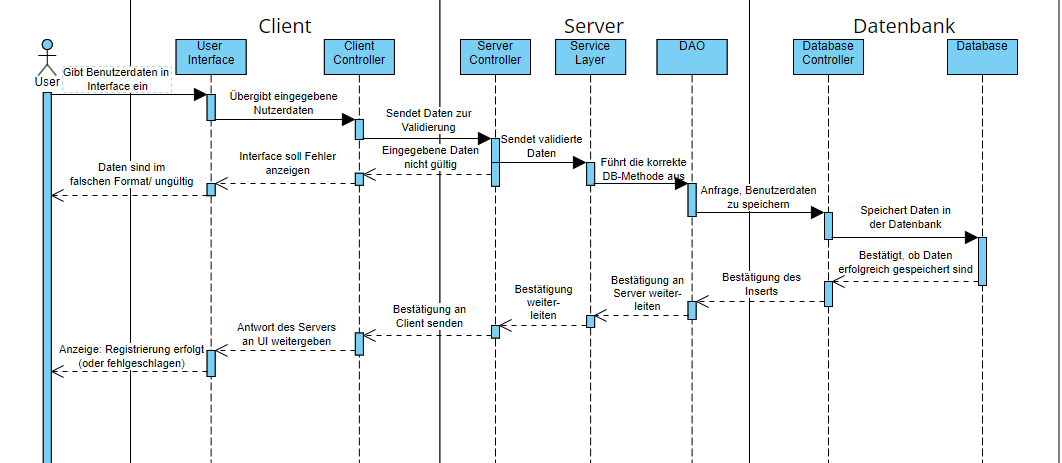 Client
Server
Datenbank
User
User
Interface
Client
Controller
Server
Controller
Service
Layer
DAO
Database
Controller
Database
Gibt Benutzerdaten in
Interface ein
Übergibt eingegebene
Nutzerdaten
Sendet Daten zur
Validierung
Sendet validierte
Daten
Eingegebene Daten
nicht gültig
Interface soll Fehler
anzeigen
Daten sind im
falschen Format/ ungültig
Führt die korrekte
DB-Methode aus
Anfrage, Benutzerdaten
zu speichern
Speichert Daten in
der Datenbank
Bestätigt, ob Daten
erfolgreich gespeichert sind
Bestätigung des
Inserts
Bestätigung an
Server weiter-
leiten
Bestätigung
weiter-
leiten
Bestätigung an
Client senden
Antwort des Servers
an UI weitergeben
Anzeige: Registrierung erfolgt
(oder fehlgeschlagen)